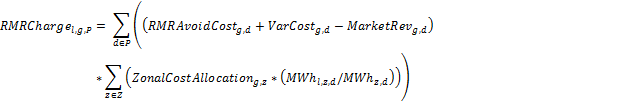 RMRCharge_{l,g,P} = ∑_{d∈P} ( (RMRAvoidCost_{g,d} + VarCost_{g,d} − MarketRev_{g,d})
* ∑_{z∈Z} (ZonalCostAllocation_{g,z} * (MWh_{l,z,d}/MWh_{z,d})) )